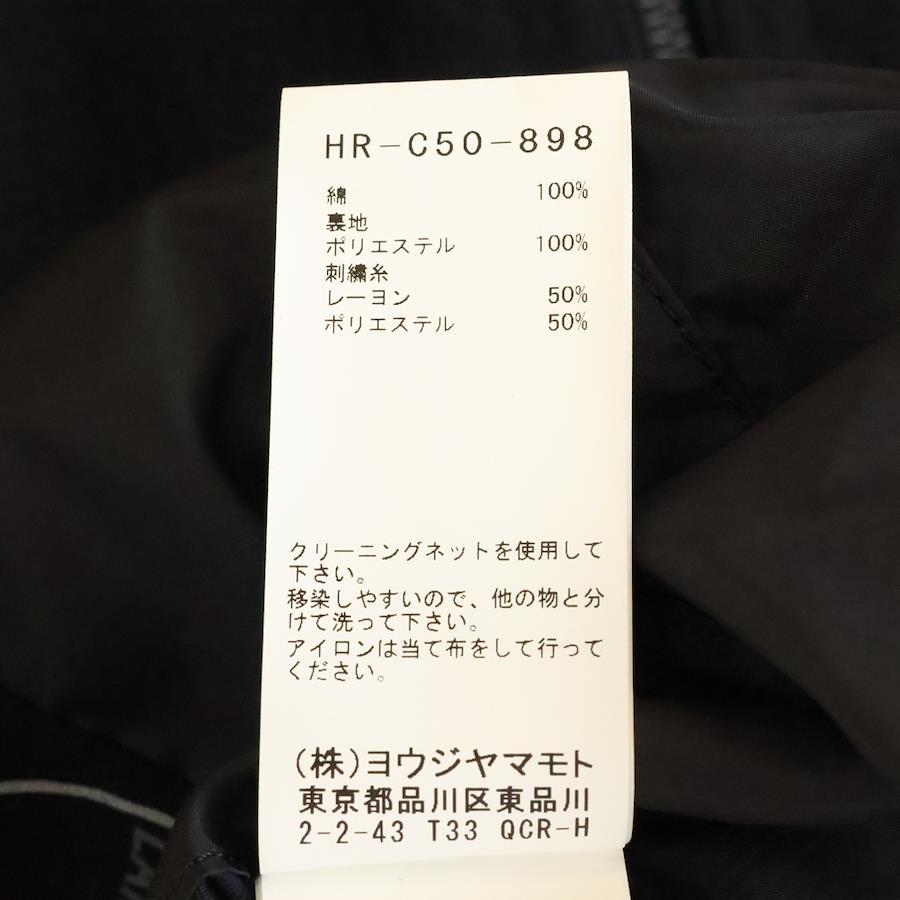 HR-C50-898
綿 100%
裏地
ポリエステル 100%
刺繍糸
レーヨン 50%
ポリエステル 50%
クリーニングネットを使用して
下さい。
移染しやすいので、他の物と分
けて洗って下さい。
アイロンは当て布をして行って
ください。
(株)ヨウジヤマモト
東京都品川区東品川
2-2-43 T33 QCR-H